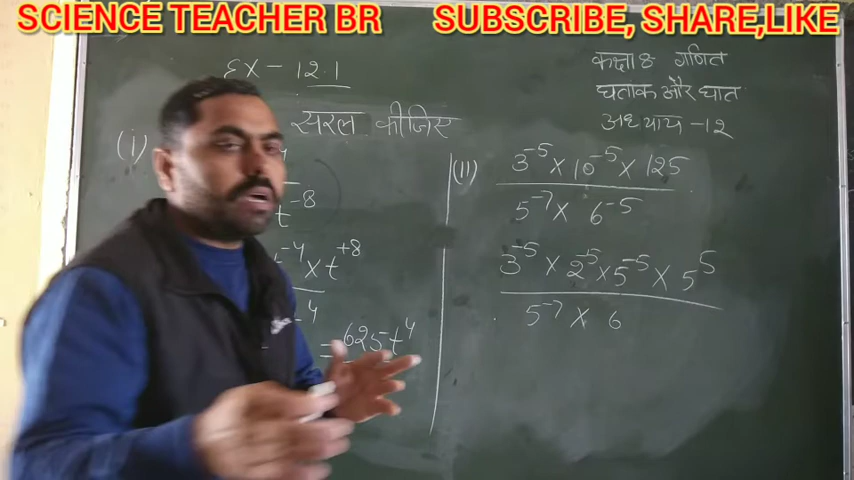 SCIENCE TEACHER BR SUBSCRIBE, SHARE,LIKE
EX - 12.1
कक्षा 8 गणित
घतांक और घात
अध्याय -12
सरल कीजिए
(i)
t⁻⁸
t⁻⁴ x t⁺⁸
⁻⁴
= 625t⁴
(II) 3⁻⁵ x 10⁻⁵ x 125
5⁻⁷ x 6⁻⁵
3⁻⁵ x 2⁻⁵ x 5⁻⁵ x 5⁵
5⁻⁷ x 6